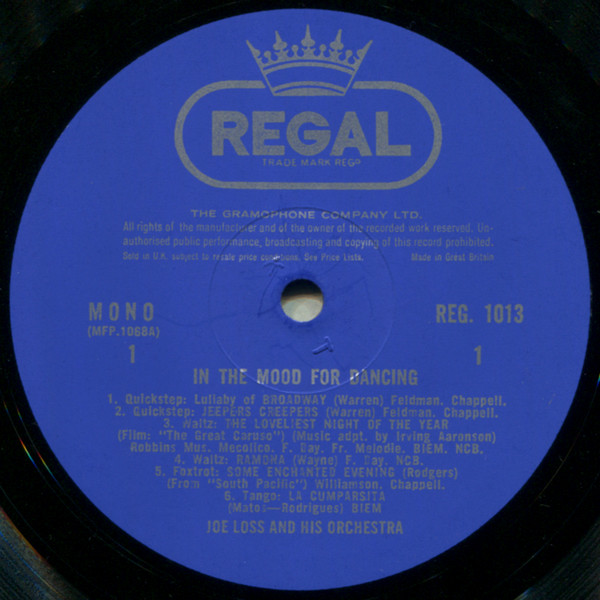 REGAL
TRADE MARK REGD
THE GRAMOPHONE COMPANY LTD.
All rights of the manufacturer and of the owner of the recorded work reserved. Un-
authorised public performance, broadcasting and copying of this record prohibited.
Sold in U.K. subject to resale price conditions. See Price Lists. Made in Great Britain
MONO REG. 1013
(MFP.1068A)
1 1
IN THE MOOD FOR DANCING
1. Quickstep: Lullaby of BROADWAY (Warren) Feldman. Chappell.
2. Quickstep: JEEPERS CREEPERS (Warren) Feldman. Chappell.
3. Waltz: THE LOVELIEST NIGHT OF THE YEAR
(Film: "The Great Caruso") (Music adpt. by Irving Aaronson)
Robbins Mus. Mecolico. F. Day. Fr. Melodie. BIEM. NCB.
4. Waltz: RAMONA (Wayne) F. Day. NCB.
5. Foxtrot: SOME ENCHANTED EVENING (Rodgers)
(From "South Pacific") Williamson. Chappell.
6. Tango: LA CUMPARSITA
(Matos—Rodrigues) BIEM
JOE LOSS AND HIS ORCHESTRA